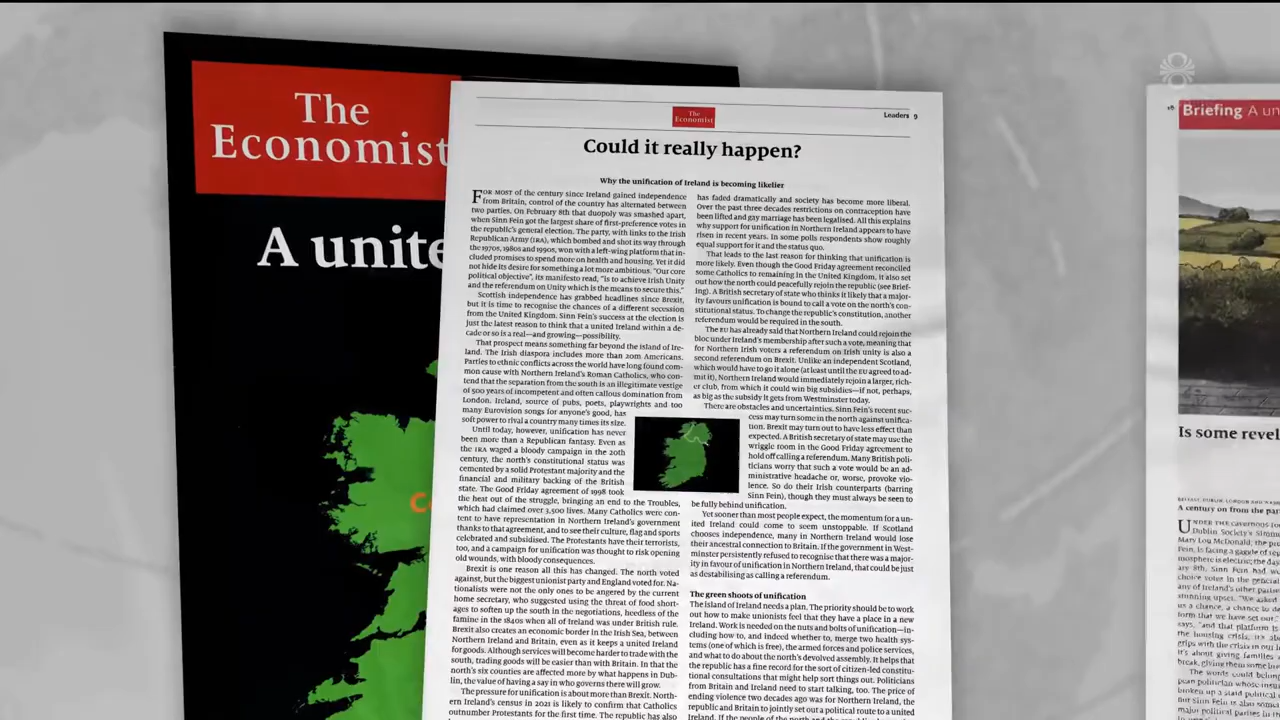 The
Economist
A unite
The
Economist
Leaders 9
Could it really happen?
Why the unification of Ireland is becoming likelier
FOR MOST of the century since Ireland gained independence
from Britain, control of the country has alternated between
two parties. On February 8th that duopoly was smashed apart,
when Sinn Fein got the largest share of first-preference votes in
the republic's general election. The party, with links to the Irish
Republican Army (IRA), which bombed and shot its way through
the 1970s, 1980s and 1990s, won with a left-wing platform that in-
cluded promises to spend more on health and housing. Yet it did
not hide its desire for something a lot more ambitious. "Our core
political objective", its manifesto read, "is to achieve Irish Unity
and the referendum on Unity which is the means to secure this."
Scottish independence has grabbed headlines since Brexit,
but it is time to recognise the chances of a different secession
from the United Kingdom. Sinn Fein's success at the election is
just the latest reason to think that a united Ireland within a de-
cade or so is a real—and growing—possibility.
That prospect means something far beyond the island of Ire-
land. The Irish diaspora includes more than 20m Americans.
Parties to ethnic conflicts across the world have long found com-
mon cause with Northern Ireland's Roman Catholics, who con-
tend that the separation from the south is an illegitimate vestige
of 500 years of incompetent and often callous domination from
London. Ireland, source of pubs, poets, playwrights and too
many Eurovision songs for anyone's good, has
soft power to rival a country many times its size.
Until today, however, unification has never
been more than a Republican fantasy. Even as
the IRA waged a bloody campaign in the 20th
century, the north's constitutional status was
cemented by a solid Protestant majority and the
financial and military backing of the British
state. The Good Friday agreement of 1998 took
the heat out of the struggle, bringing an end to the Troubles,
which had claimed over 3,500 lives. Many Catholics were con-
tent to have representation in Northern Ireland's government
thanks to that agreement, and to see their culture, flag and sports
celebrated and subsidised. The Protestants have their terrorists,
too, and a campaign for unification was thought to risk opening
old wounds, with bloody consequences.
Brexit is one reason all this has changed. The north voted
against, but the biggest unionist party and England voted for. Na-
tionalists were not the only ones to be angered by the current
home secretary, who suggested using the threat of food short-
ages to soften up the south in the negotiations, heedless of the
famine in the 1840s when all of Ireland was under British rule.
Brexit also creates an economic border in the Irish Sea, between
Northern Ireland and Britain, even as it keeps a united Ireland
for goods. Although services will become harder to trade with the
south, trading goods will be easier than with Britain. In that the
north's six counties are affected more by what happens in Dub-
lin, the value of having a say in who governs there will grow.
The pressure for unification is about more than Brexit. North-
ern Ireland's census in 2021 is likely to confirm that Catholics
outnumber Protestants for the first time. The republic has also
has faded dramatically and society has become more liberal.
Over the past three decades restrictions on contraception have
been lifted and gay marriage has been legalised. All this explains
why support for unification in Northern Ireland appears to have
risen in recent years. In some polls respondents show roughly
equal support for it and the status quo.
That leads to the last reason for thinking that unification is
more likely. Even though the Good Friday agreement reconciled
some Catholics to remaining in the United Kingdom, it also set
out how the north could peacefully rejoin the republic (see Brief-
ing). A British secretary of state who thinks it likely that a major-
ity favours unification is bound to call a vote on the north's con-
stitutional status. To change the republic's constitution, another
referendum would be required in the south.
The EU has already said that Northern Ireland could rejoin the
bloc under Ireland's membership after such a vote, meaning that
for Northern Irish voters a referendum on Irish unity is also a
second referendum on Brexit. Unlike an independent Scotland,
which would have to go it alone (at least until the EU agreed to ad-
mit it), Northern Ireland would immediately rejoin a larger, rich-
er club, from which it could win big subsidies—if not, perhaps,
as big as the subsidy it gets from Westminster today.
There are obstacles and uncertainties. Sinn Fein's recent suc-
cess may turn some in the north against unifica-
tion. Brexit may turn out to have less effect than
expected. A British secretary of state may use the
wriggle room in the Good Friday agreement to
hold off calling a referendum. Many British poli-
ticians worry that such a vote would be an ad-
ministrative headache or, worse, provoke vio-
lence. So do their Irish counterparts (barring
Sinn Fein), though they must always be seen to
be fully behind unification.
Yet sooner than most people expect, the momentum for a un-
ited Ireland could come to seem unstoppable. If Scotland
chooses independence, many in Northern Ireland would lose
their ancestral connection to Britain. If the government in West-
minster persistently refused to recognise that there was a major-
ity in favour of unification in Northern Ireland, that could be just
as destabilising as calling a referendum.
The green shoots of unification
The island of Ireland needs a plan. The priority should be to work
out how to make unionists feel that they have a place in a new
Ireland. Work is needed on the nuts and bolts of unification—in-
cluding how to, and indeed whether to, merge two health sys-
tems (one of which is free), the armed forces and police services,
and what to do about the north's devolved assembly. It helps that
the republic has a fine record for the sort of citizen-led constitu-
tional consultations that might help sort things out. Politicians
from Britain and Ireland need to start talking, too. The price of
ending violence two decades ago was for Northern Ireland, the
republic and Britain to jointly set out a political route to a united
Ireland. If the people of the north and the republic
16
Briefing A un
Is some revel
A century on from the par
UNDER THE
Dublin Society's
Mary Lou McDonald, the
Fein, is facing a gaggle of